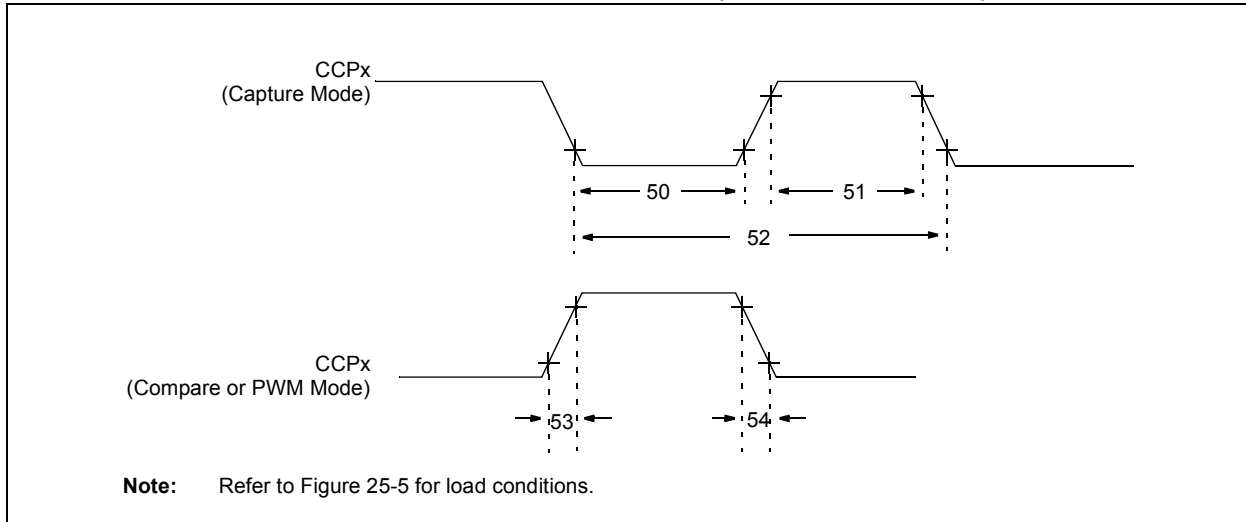 CCPx
(Capture Mode)
50
51
52
CCPx
(Compare or PWM Mode)
53
54
Note: Refer to Figure 25-5 for load conditions.